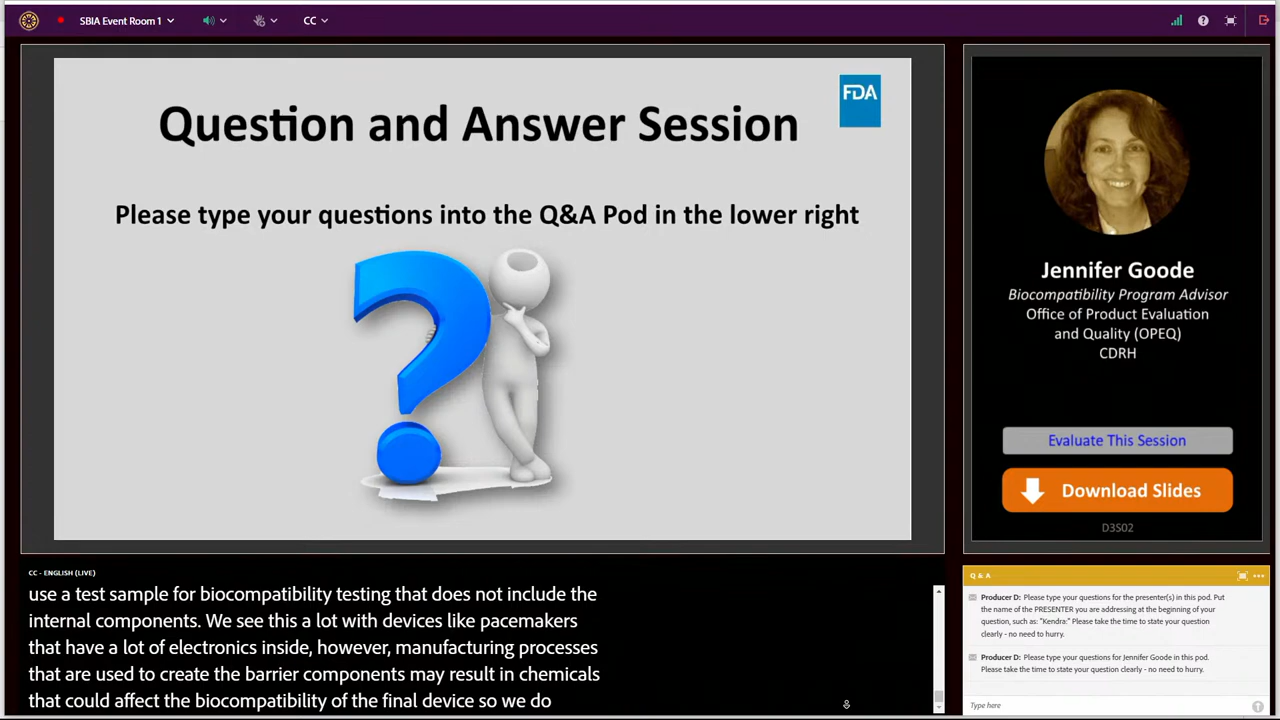 SBIA Event Room 1
CC
Question and Answer Session
FDA
Please type your questions into the Q&A Pod in the lower right
Jennifer Goode
Biocompatibility Program Advisor
Office of Product Evaluation
and Quality (OPEQ)
CDRH
Evaluate This Session
Download Slides
D3S02
CC - ENGLISH (LIVE)
use a test sample for biocompatibility testing that does not include the
internal components. We see this a lot with devices like pacemakers
that have a lot of electronics inside, however, manufacturing processes
that are used to create the barrier components may result in chemicals
that could affect the biocompatibility of the final device so we do
Q & A
Producer D: Please type your questions for the presenter(s) in this pod. Put
the name of the PRESENTER you are addressing at the beginning of your
question, such as: "Kendra:" Please take the time to state your question
clearly - no need to hurry.
Producer D: Please type your questions for Jennifer Goode in this pod.
Please take the time to state your question clearly - no need to hurry.
Type here